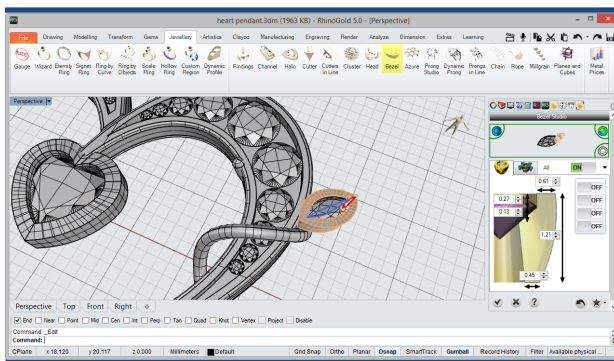 heart pendant.3dm (1963 KB) - RhinoGold 5.0 - [Perspective]
File Drawing Modelling Transform Gems Jewellery Artistics Clayoo Manufacturing Engraving Render Analyze Dimension Extras Learning
Gauge Wizard Eternity Ring Signet Ring Ring by Curve Ring by Objects Scale Ring Hollow Ring Custom Region Dynamic Profile Findings Channel Halo Cutter Cutters in Line Cluster Head Bezel Azure Prong Studio Dynamic Prong Prongs in Line Chain Rope Millgrain Planes and Cubes Metal Prices
Perspective
Bezel Studio
All ON
0.61
0.27
0.13
1.21
0.45
OFF
OFF
OFF
OFF
Perspective Top Front Right
End Near Point Mid Cen Int Perp Tan Quad Knot Vertex Project Disable
Command: _Edit
Command:
CPlane x 18.120 y 20.117 z 0.000 Millimeters Default Grid Snap Ortho Planar Osnap SmartTrack Gumball Record History Filter Available physical...